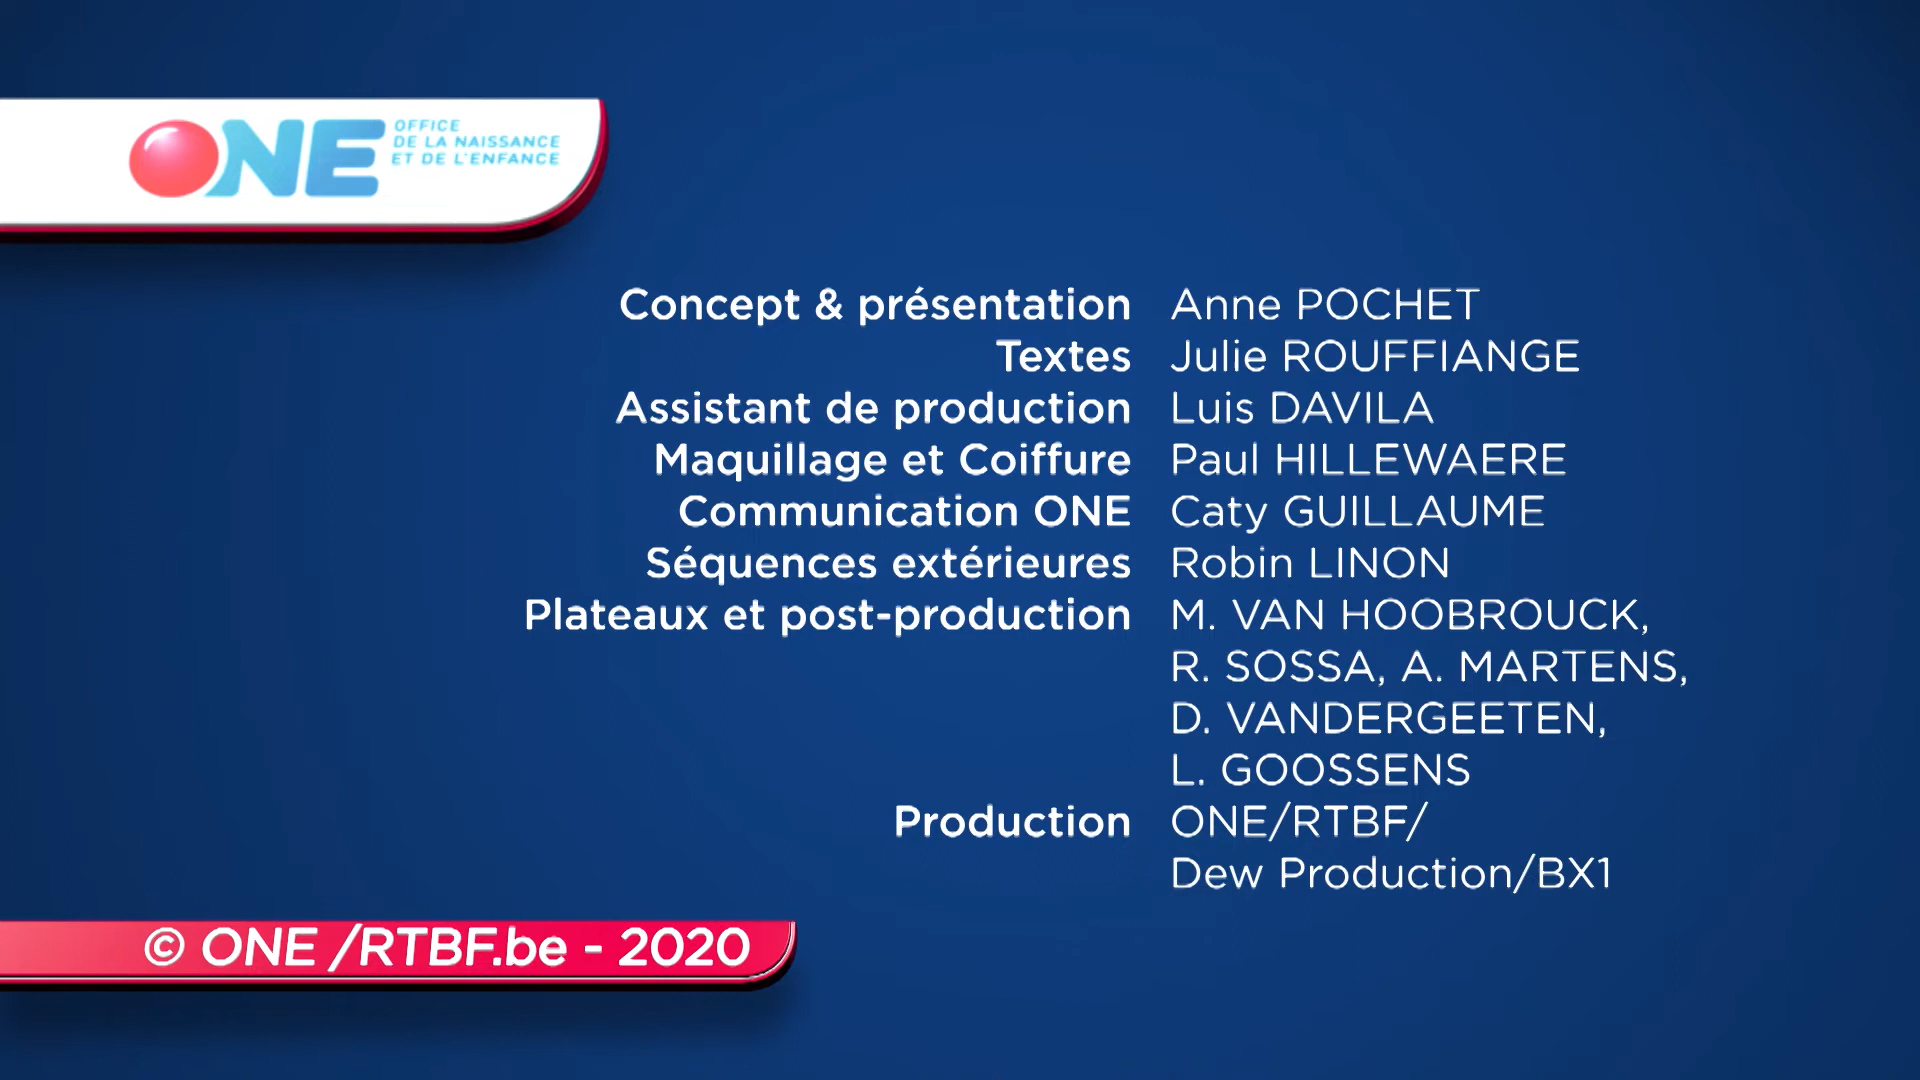 ONE
OFFICE
DE LA NAISSANCE
ET DE L'ENFANCE
Concept & présentation Anne POCHET
Textes Julie ROUFFIANGE
Assistant de production Luis DAVILA
Maquillage et Coiffure Paul HILLEWAERE
Communication ONE Caty GUILLAUME
Séquences extérieures Robin LINON
Plateaux et post-production M. VAN HOOBROUCK,
R. SOSSA, A. MARTENS,
D. VANDERGEETEN,
L. GOOSSENS
Production ONE/RTBF/
Dew Production/BX1
© ONE /RTBF.be - 2020